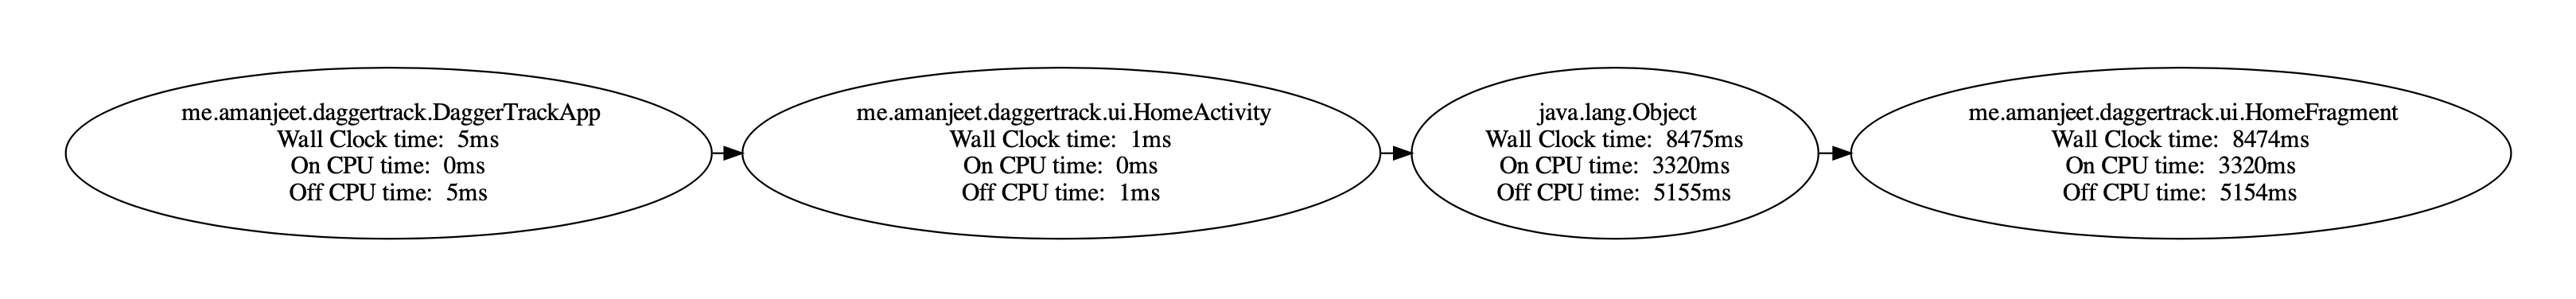 me.amanjeet.daggertrack.DaggerTrackApp
Wall Clock time:  5ms
On CPU time:  0ms
Off CPU time:  5ms
me.amanjeet.daggertrack.ui.HomeActivity
Wall Clock time:  1ms
On CPU time:  0ms
Off CPU time:  1ms
java.lang.Object
Wall Clock time:  8475ms
On CPU time:  3320ms
Off CPU time:  5155ms
me.amanjeet.daggertrack.ui.HomeFragment
Wall Clock time:  8474ms
On CPU time:  3320ms
Off CPU time:  5154ms